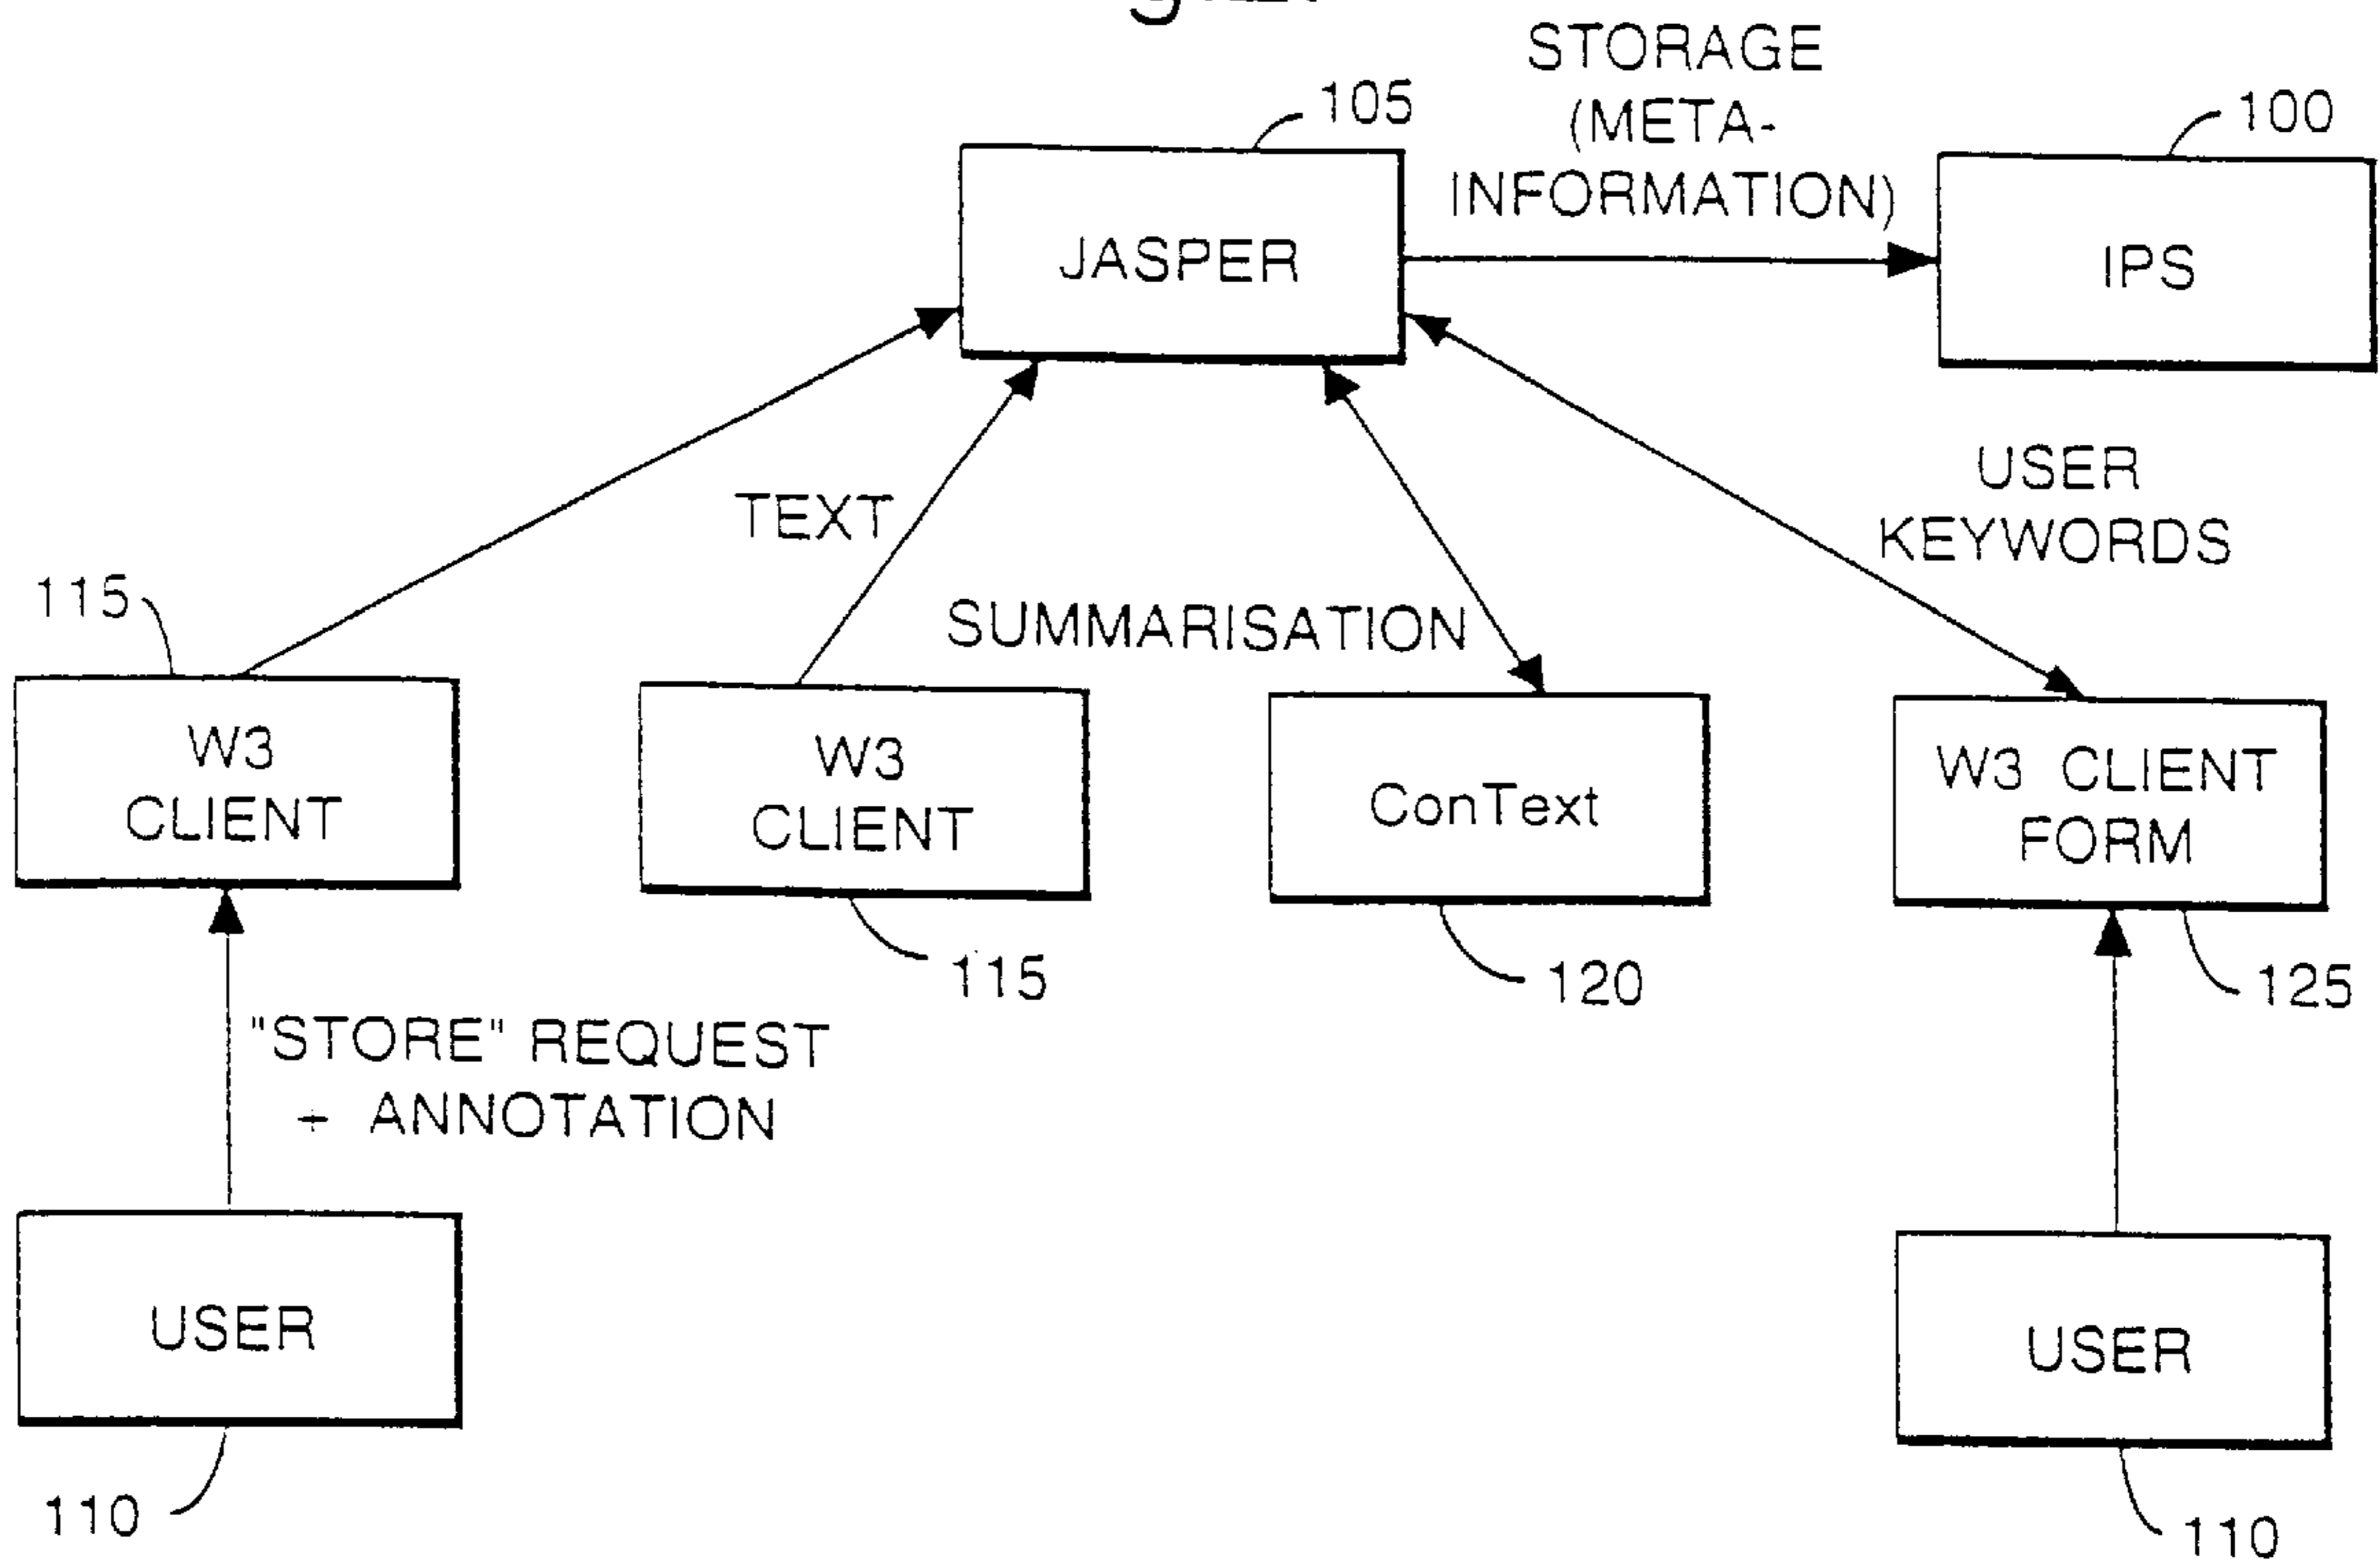 STORAGE
(META-
INFORMATION)
105
100
JASPER
IPS
USER
KEYWORDS
TEXT
SUMMARISATION
115
W3
CLIENT
W3
CLIENT
ConText
W3 CLIENT
FORM
115
120
125
"STORE" REQUEST
+ ANNOTATION
USER
USER
110
110